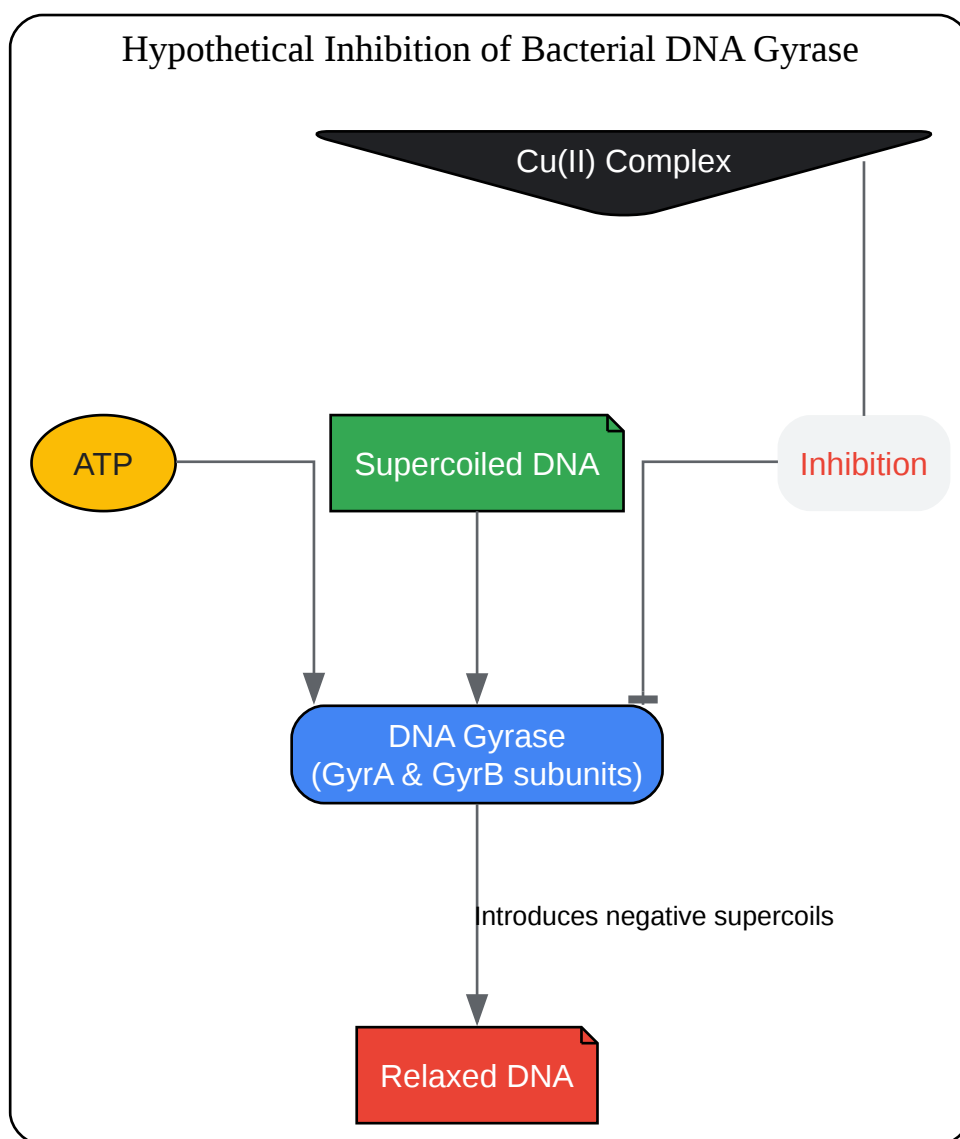 Hypothetical Inhibition of Bacterial DNA Gyrase
Cu(II) Complex
ATP
Supercoiled DNA
Inhibition
DNA Gyrase
(GyrA & GyrB subunits)
Introduces negative supercoils
Relaxed DNA